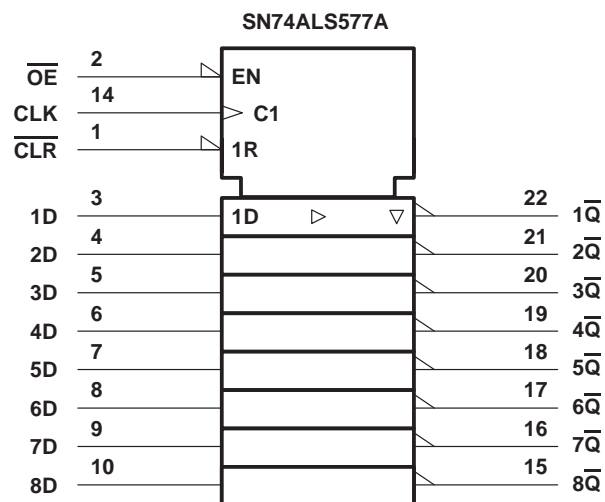 SN74ALS577A
2
O̅E̅ EN
14
CLK C1
1
C̅L̅R̅ 1R
3 22
1D 1D 1Q̅
4 21
2D 2Q̅
5 20
3D 3Q̅
6 19
4D 4Q̅
7 18
5D 5Q̅
8 17
6D 6Q̅
9 16
7D 7Q̅
10 15
8D 8Q̅